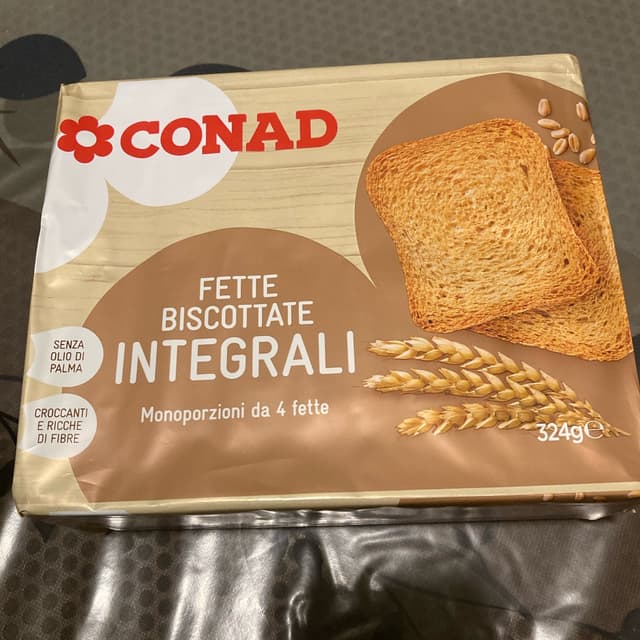 CONAD
FETTE
BISCOTTATE
INTEGRALI
Monoporzioni da 4 fette
SENZA
OLIO DI
PALMA
CROCCANTI
E RICCHE
DI FIBRE
324g℮